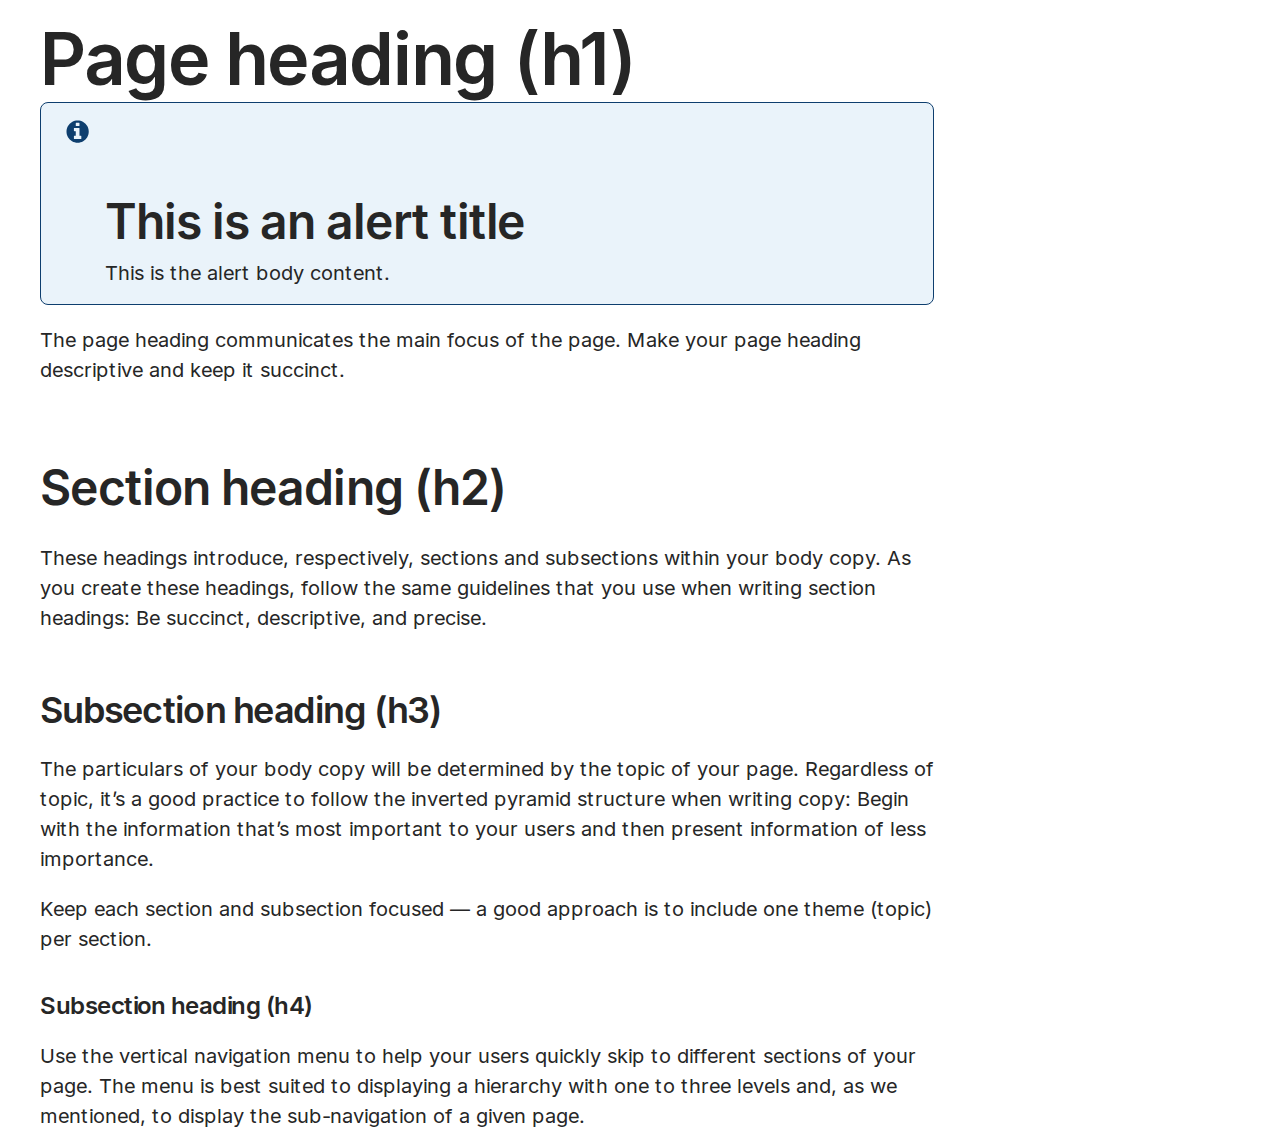 Page heading (h1)
This is an alert title
This is the alert body content.
The page heading communicates the main focus of the page. Make your page heading
descriptive and keep it succinct.
Section heading (h2)
These headings introduce, respectively, sections and subsections within your body copy. As
you create these headings, follow the same guidelines that you use when writing section
headings: Be succinct, descriptive, and precise.
Subsection heading (h3)
The particulars of your body copy will be determined by the topic of your page. Regardless of
topic, it’s a good practice to follow the inverted pyramid structure when writing copy: Begin
with the information that’s most important to your users and then present information of less
importance.
Keep each section and subsection focused — a good approach is to include one theme (topic)
per section.
Subsection heading (h4)
Use the vertical navigation menu to help your users quickly skip to different sections of your
page. The menu is best suited to displaying a hierarchy with one to three levels and, as we
mentioned, to display the sub-navigation of a given page.